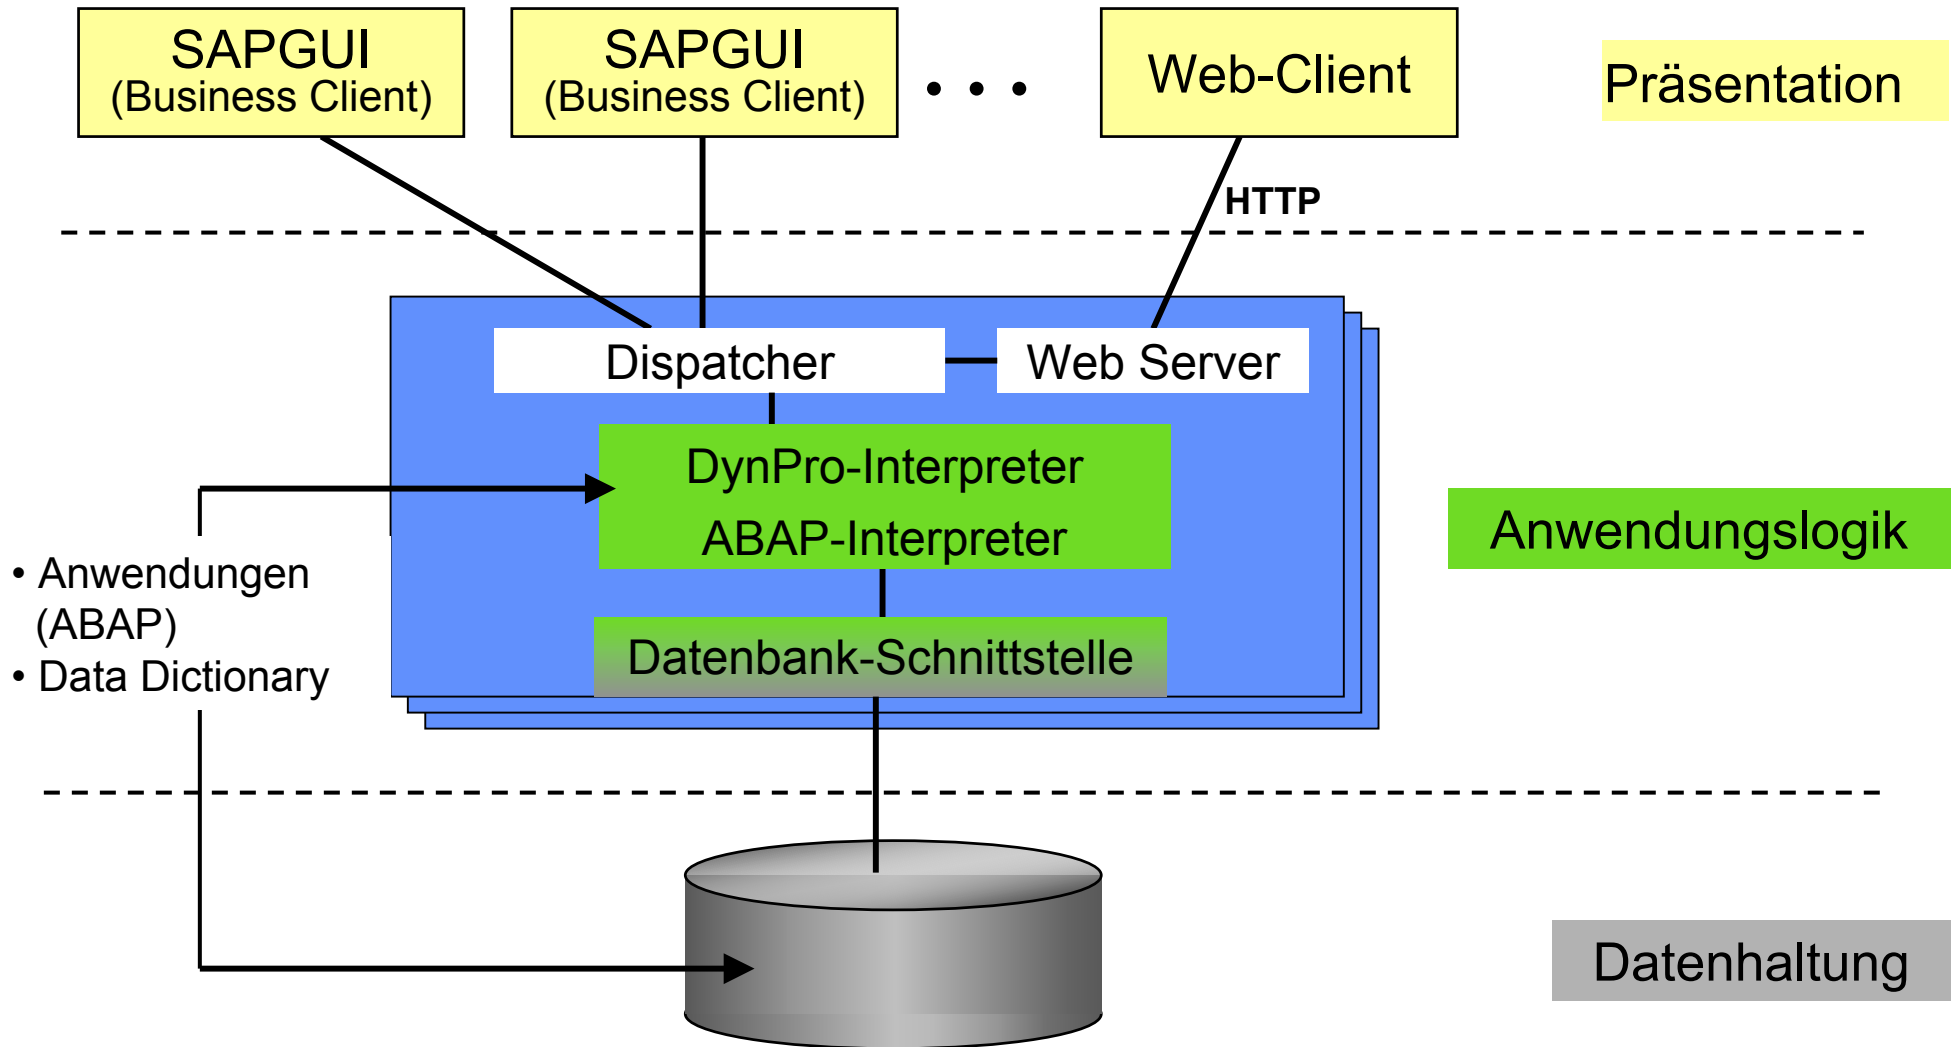 SAPGUI
(Business Client)
SAPGUI
(Business Client)
• • •
Web-Client
Präsentation
HTTP
Dispatcher
Web Server
DynPro-Interpreter
ABAP-Interpreter
Anwendungslogik
• Anwendungen
(ABAP)
• Data Dictionary
Datenbank-Schnittstelle
Datenhaltung